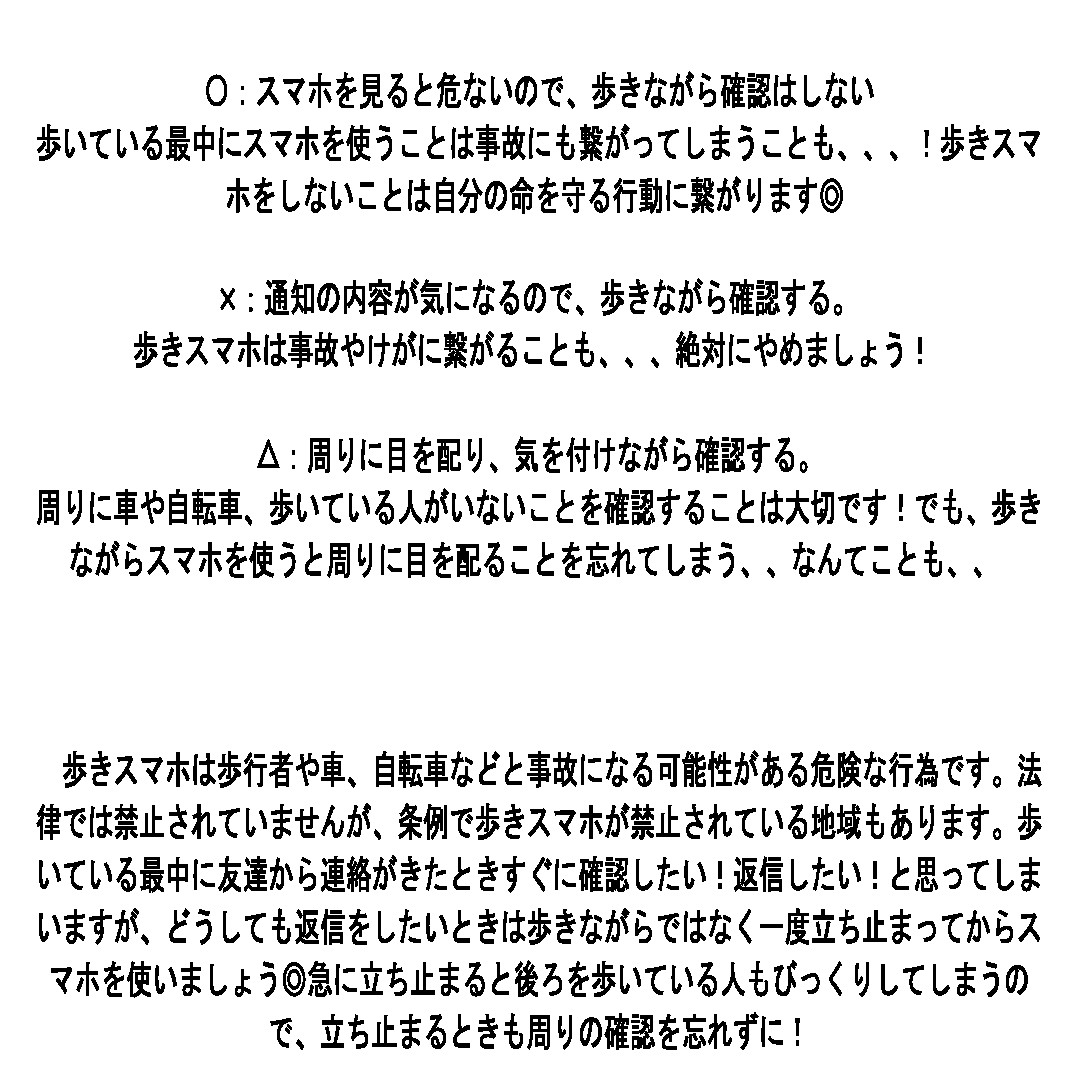 〇：スマホを見ると危ないので、歩きながら確認はしない
歩いている最中にスマホを使うことは事故にも繋がってしまうことも、、、！歩きスマ
ホをしないことは自分の命を守る行動に繋がります◎
×：通知の内容が気になるので、歩きながら確認する。
歩きスマホは事故やけがに繋がることも、、、絶対にやめましょう！
△：周りに目を配り、気を付けながら確認する。
周りに車や自転車、歩いている人がいないことを確認することは大切です！でも、歩き
ながらスマホを使うと周りに目を配ることを忘れてしまう、、なんてことも、、
歩きスマホは歩行者や車、自転車などと事故になる可能性がある危険な行為です。法
律では禁止されていませんが、条例で歩きスマホが禁止されている地域もあります。歩
いている最中に友達から連絡がきたときすぐに確認したい！返信したい！と思ってしま
いますが、どうしても返信をしたいときは歩きながらではなく一度立ち止まってからス
マホを使いましょう◎急に立ち止まると後ろを歩いている人もびっくりしてしまうの
で、立ち止まるときも周りの確認を忘れずに！